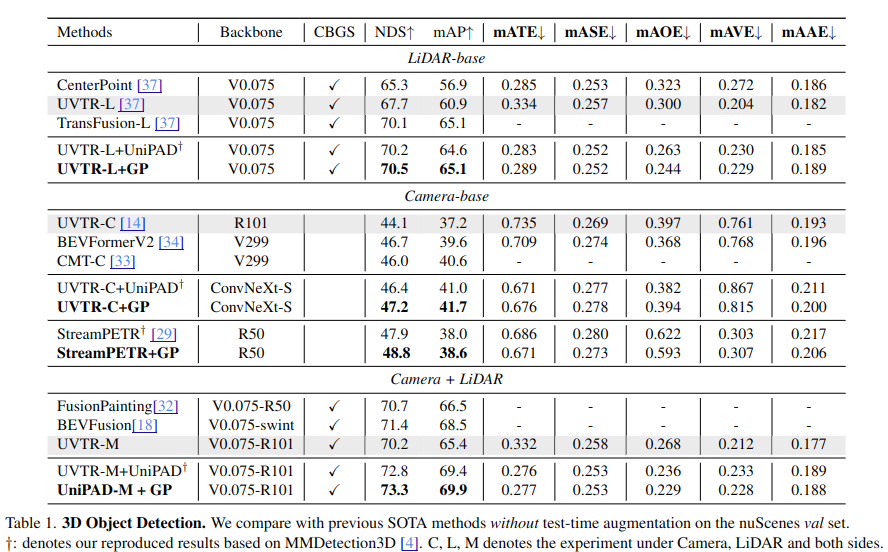 Methods Backbone CBGS NDS↑ mAP↑ mATE↓ mASE↓ mAOE↓ mAVE↓ mAAE↓
LiDAR-base
CenterPoint [37] V0.075 ✓ 65.3 56.9 0.285 0.253 0.323 0.272 0.186
UVTR-L [37] V0.075 ✓ 67.7 60.9 0.334 0.257 0.300 0.204 0.182
TransFusion-L [37] V0.075 ✓ 70.1 65.1 - - - - -
UVTR-L+UniPAD† V0.075 ✓ 70.2 64.6 0.283 0.252 0.263 0.230 0.185
UVTR-L+GP V0.075 ✓ 70.5 65.1 0.289 0.252 0.244 0.229 0.189
Camera-base
UVTR-C [14] R101 44.1 37.2 0.735 0.269 0.397 0.761 0.193
BEVFormerV2 [34] V299 46.7 39.6 0.709 0.274 0.368 0.768 0.196
CMT-C [33] V299 46.0 40.6 - - - - -
UVTR-C+UniPAD† ConvNeXt-S 46.4 41.0 0.671 0.277 0.382 0.867 0.211
UVTR-C+GP ConvNeXt-S 47.2 41.7 0.676 0.278 0.394 0.815 0.200
StreamPETR† [29] R50 47.9 38.0 0.686 0.280 0.622 0.303 0.217
StreamPETR+GP R50 48.8 38.6 0.671 0.273 0.593 0.307 0.206
Camera + LiDAR
FusionPainting[32] V0.075-R50 ✓ 70.7 66.5 - - - - -
BEVFusion[18] V0.075-swint ✓ 71.4 68.5 - - - - -
UVTR-M V0.075-R101 ✓ 70.2 65.4 0.332 0.258 0.268 0.212 0.177
UVTR-M+UniPAD† V0.075-R101 ✓ 72.8 69.4 0.276 0.253 0.236 0.233 0.189
UniPAD-M + GP V0.075-R101 ✓ 73.3 69.9 0.277 0.253 0.229 0.228 0.188
Table 1. 3D Object Detection. We compare with previous SOTA methods without test-time augmentation on the nuScenes val set.
†: denotes our reproduced results based on MMDetection3D [4]. C, L, M denotes the experiment under Camera, LiDAR and both sides.